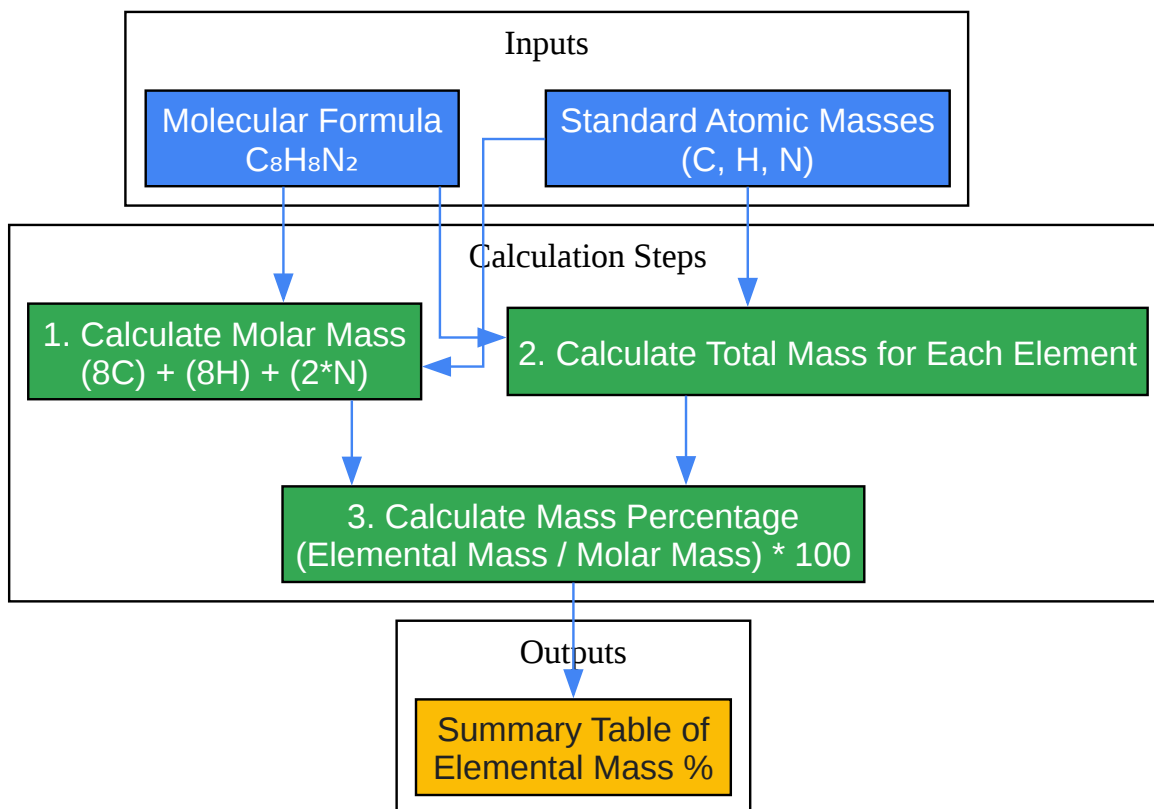 Inputs
Molecular Formula
C₈H₈N₂
Standard Atomic Masses
(C, H, N)
Calculation Steps
1. Calculate Molar Mass
(8C) + (8H) + (2*N)
2. Calculate Total Mass for Each Element
3. Calculate Mass Percentage
(Elemental Mass / Molar Mass) * 100
Outputs
Summary Table of
Elemental Mass %